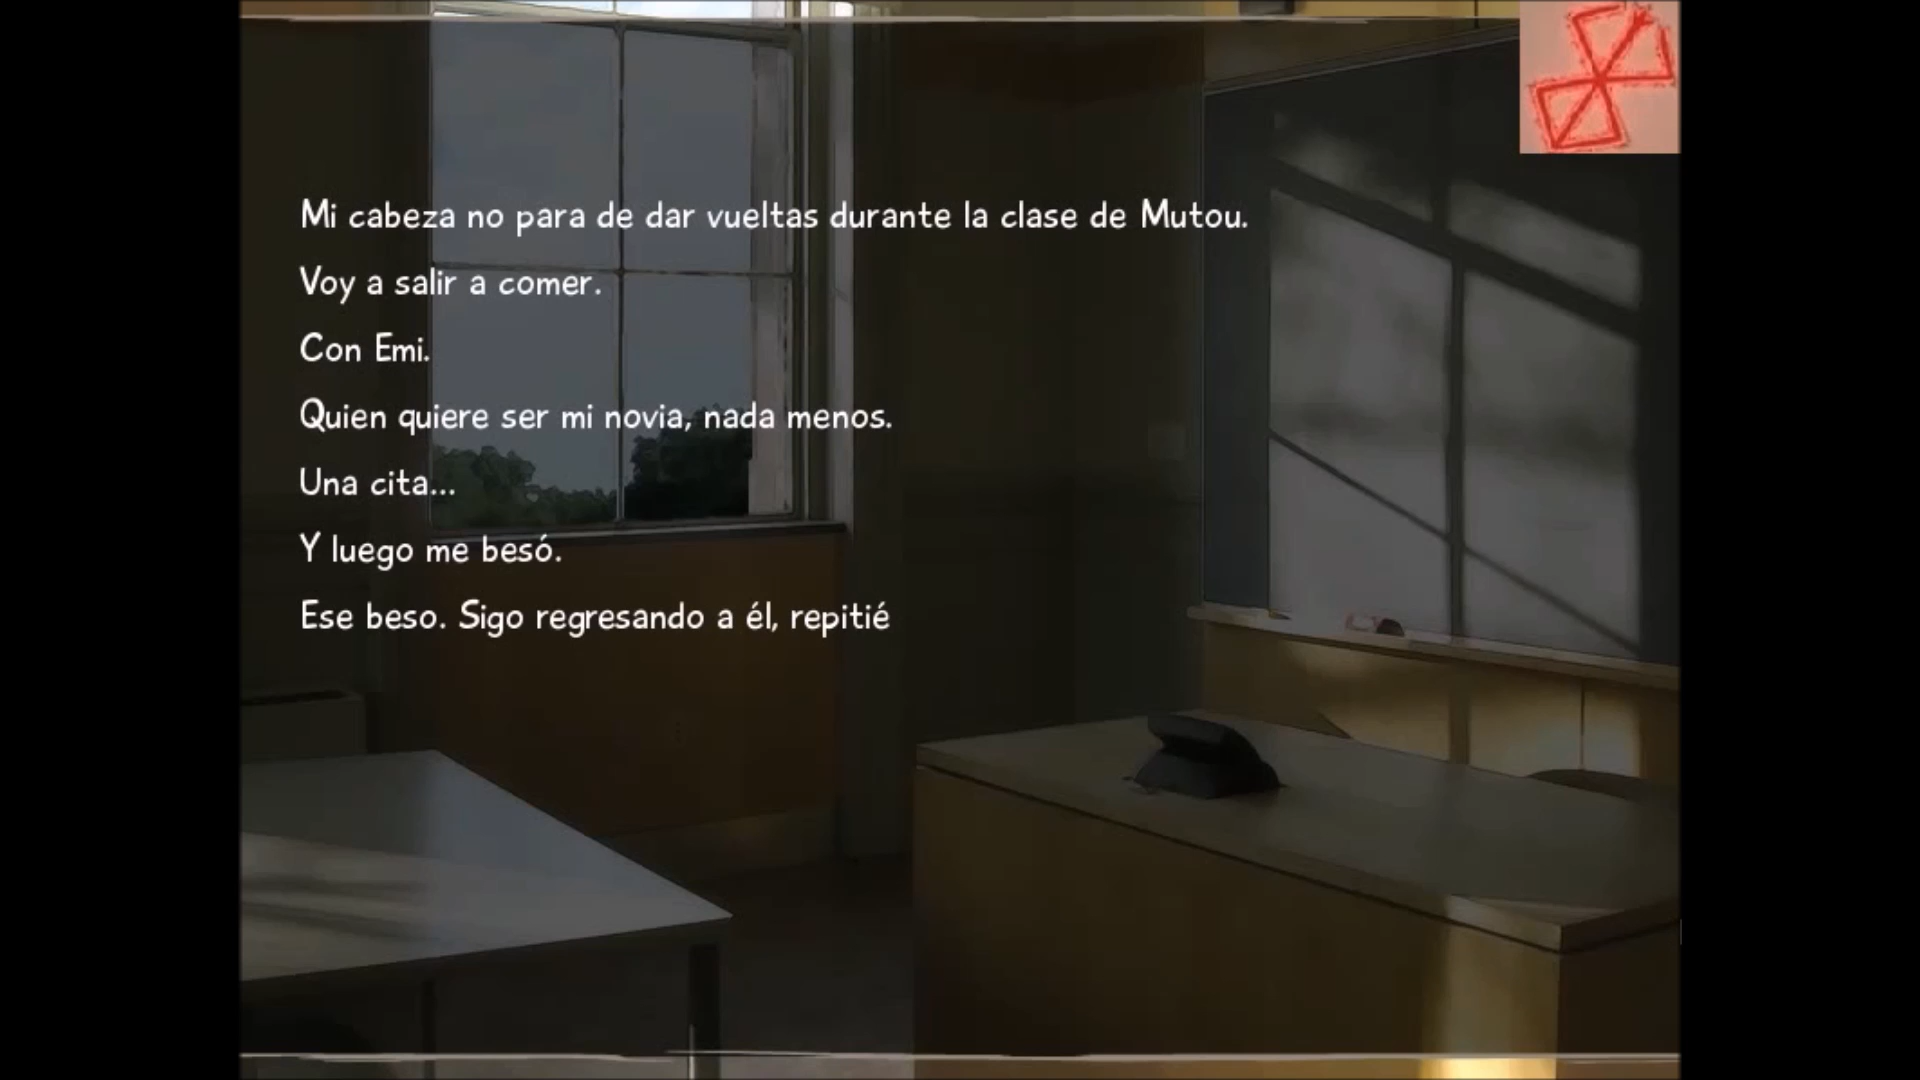 Mi cabeza no para de dar vueltas durante la clase de Mutou.
Voy a salir a comer.
Con Emi.
Quien quiere ser mi novia, nada menos.
Una cita...
Y luego me besó.
Ese beso. Sigo regresando a él, repitié